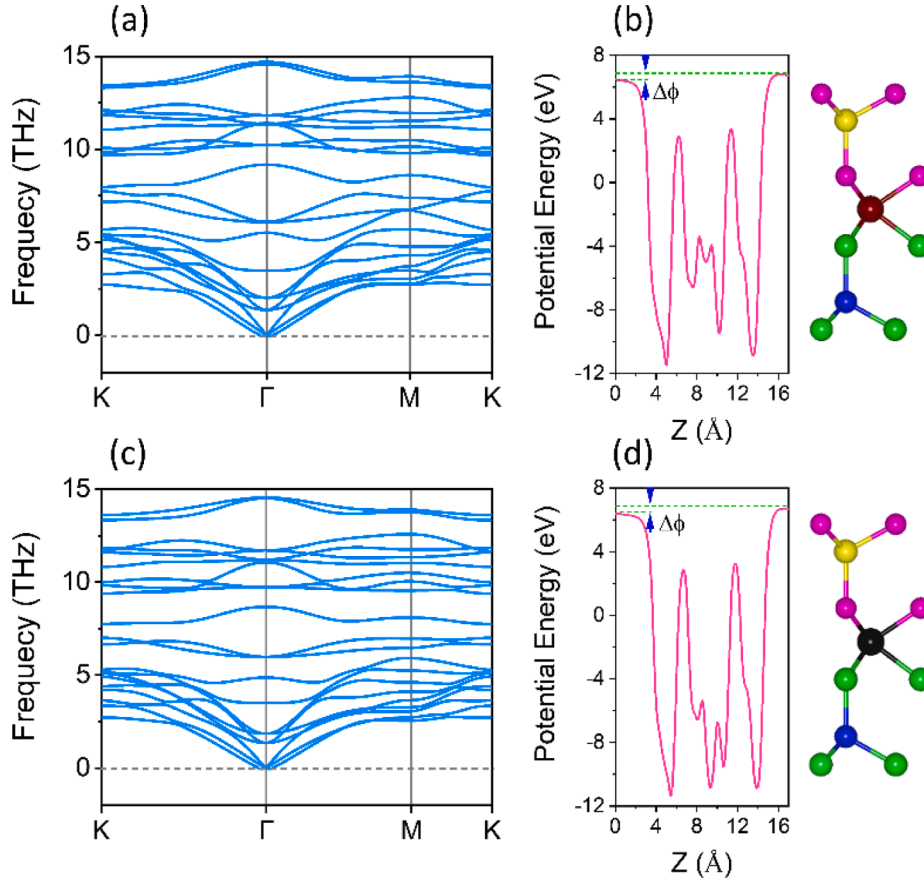 (a)
15
10
5
0
Frequecy (THz)
K
Γ
M
K
(b)
8
4
0
-4
-8
-12
Potential Energy (eV)
Δϕ
0
4
8
12
16
Z (Å)
(c)
15
10
5
0
Frequecy (THz)
K
Γ
M
K
(d)
8
4
0
-4
-8
-12
Potential Energy (eV)
Δϕ
0
4
8
12
16
Z (Å)